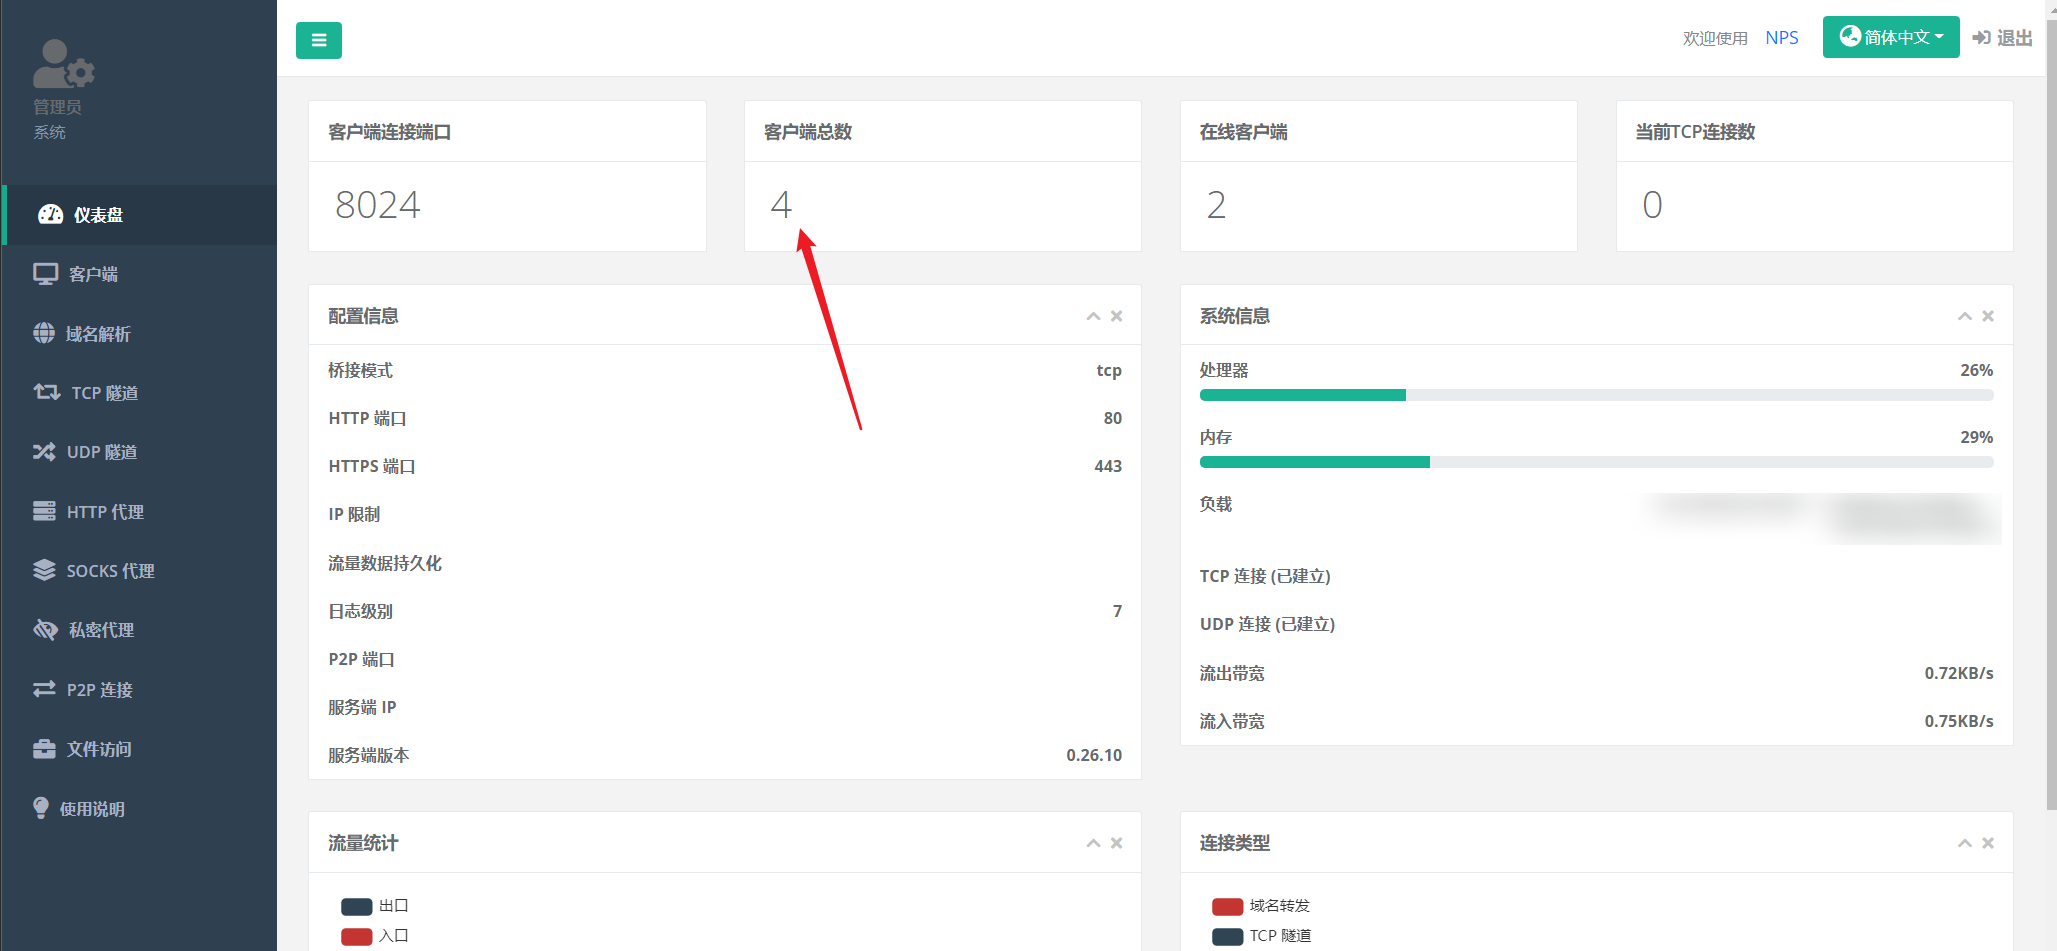 欢迎使用 NPS 简体中文 退出
管理员
系统
仪表盘
客户端
域名解析
TCP 隧道
UDP 隧道
HTTP 代理
SOCKS 代理
私密代理
P2P 连接
文件访问
使用说明
客户端连接端口
8024
客户端总数
4
在线客户端
2
当前TCP连接数
0
配置信息
桥接模式 tcp
HTTP 端口 80
HTTPS 端口 443
IP 限制
流量数据持久化
日志级别 7
P2P 端口
服务端 IP
服务端版本 0.26.10
系统信息
处理器 26%
内存 29%
负载
TCP 连接 (已建立)
UDP 连接 (已建立)
流出带宽 0.72KB/s
流入带宽 0.75KB/s
流量统计
出口
入口
连接类型
域名转发
TCP 隧道